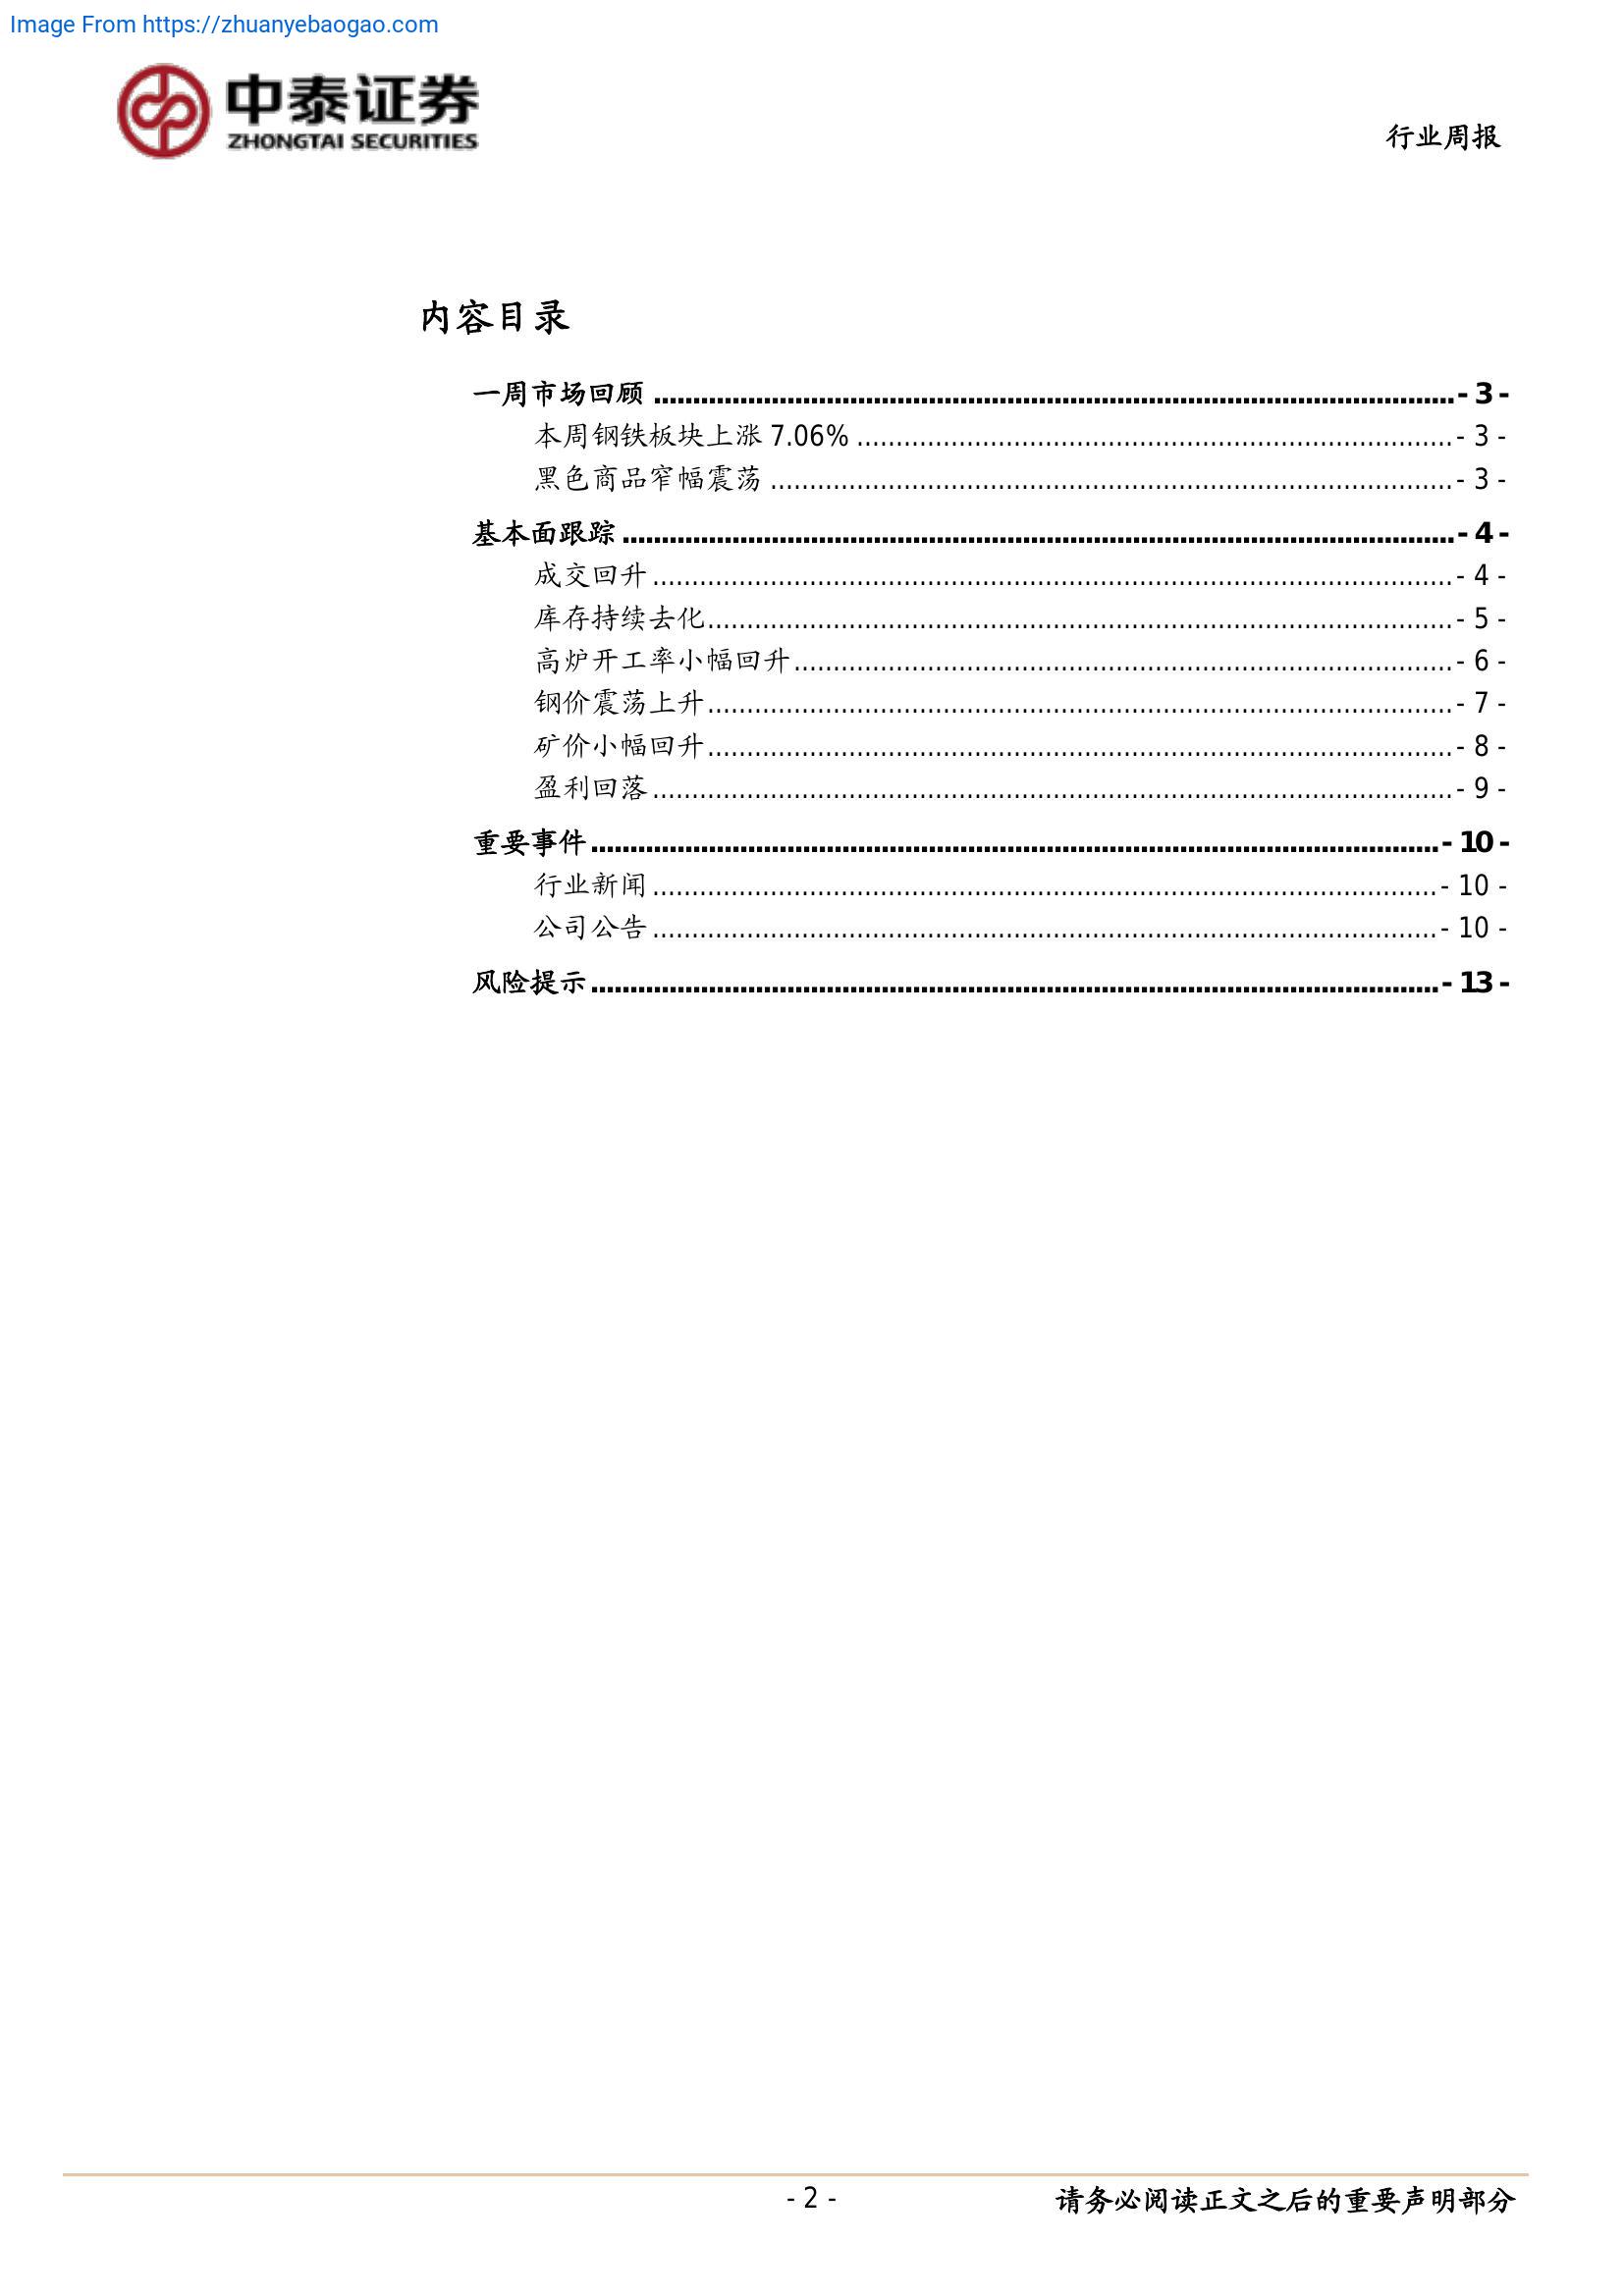 Image From https://zhuanyebaogao.com
中泰证券
ZHONGTAI SECURITIES
行业周报
内容目录
一周市场回顾 ........................................................................................................ - 3 -
本周钢铁板块上涨 7.06% ............................................................................ - 3 -
黑色商品窄幅震荡 ....................................................................................... - 3 -
基本面跟踪 ........................................................................................................... - 4 -
成交回升 ...................................................................................................... - 4 -
库存持续去化 ............................................................................................... - 5 -
高炉开工率小幅回升 .................................................................................... - 6 -
钢价震荡上升 ............................................................................................... - 7 -
矿价小幅回升 ............................................................................................... - 8 -
盈利回落 ...................................................................................................... - 9 -
重要事件 ............................................................................................................. - 10 -
行业新闻 .................................................................................................... - 10 -
公司公告 .................................................................................................... - 10 -
风险提示 ............................................................................................................. - 13 -
- 2 -
请务必阅读正文之后的重要声明部分